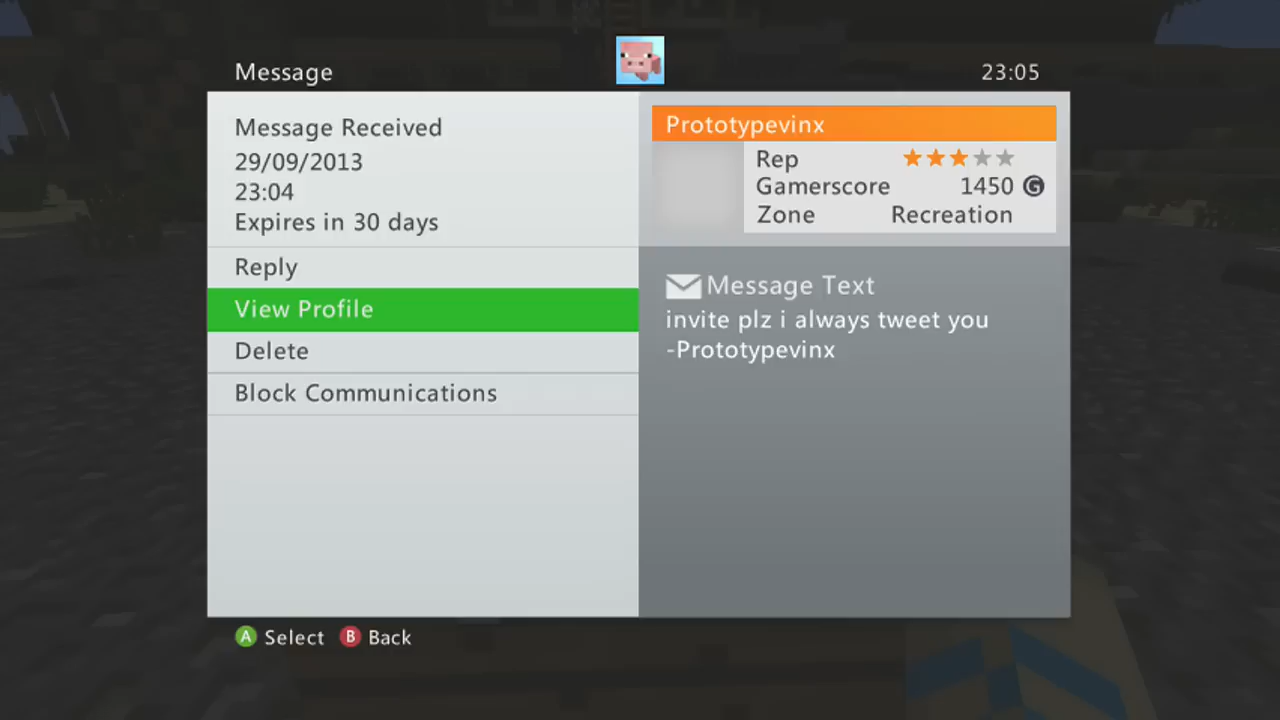 Message
23:05
Message Received
29/09/2013
23:04
Expires in 30 days
Reply
View Profile
Delete
Block Communications
Prototypevinx
Rep
Gamerscore 1450 G
Zone Recreation
Message Text
invite plz i always tweet you
-Prototypevinx
A Select B Back